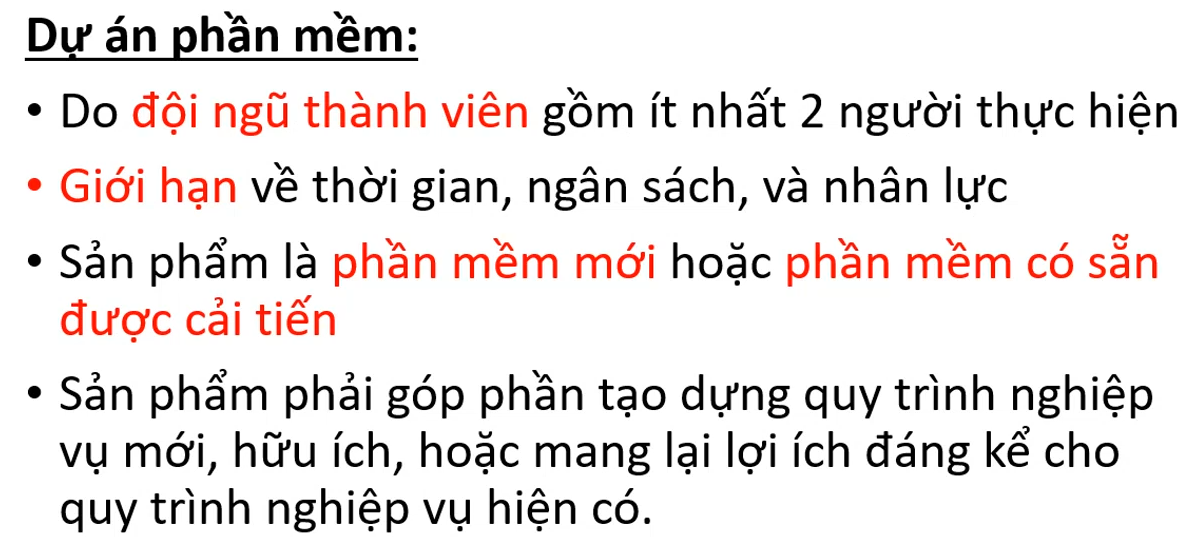 Dự án phần mềm:
• Do đội ngũ thành viên gồm ít nhất 2 người thực hiện
• Giới hạn về thời gian, ngân sách, và nhân lực
• Sản phẩm là phần mềm mới hoặc phần mềm có sẵn
được cải tiến
• Sản phẩm phải góp phần tạo dựng quy trình nghiệp
vụ mới, hữu ích, hoặc mang lại lợi ích đáng kể cho
quy trình nghiệp vụ hiện có.